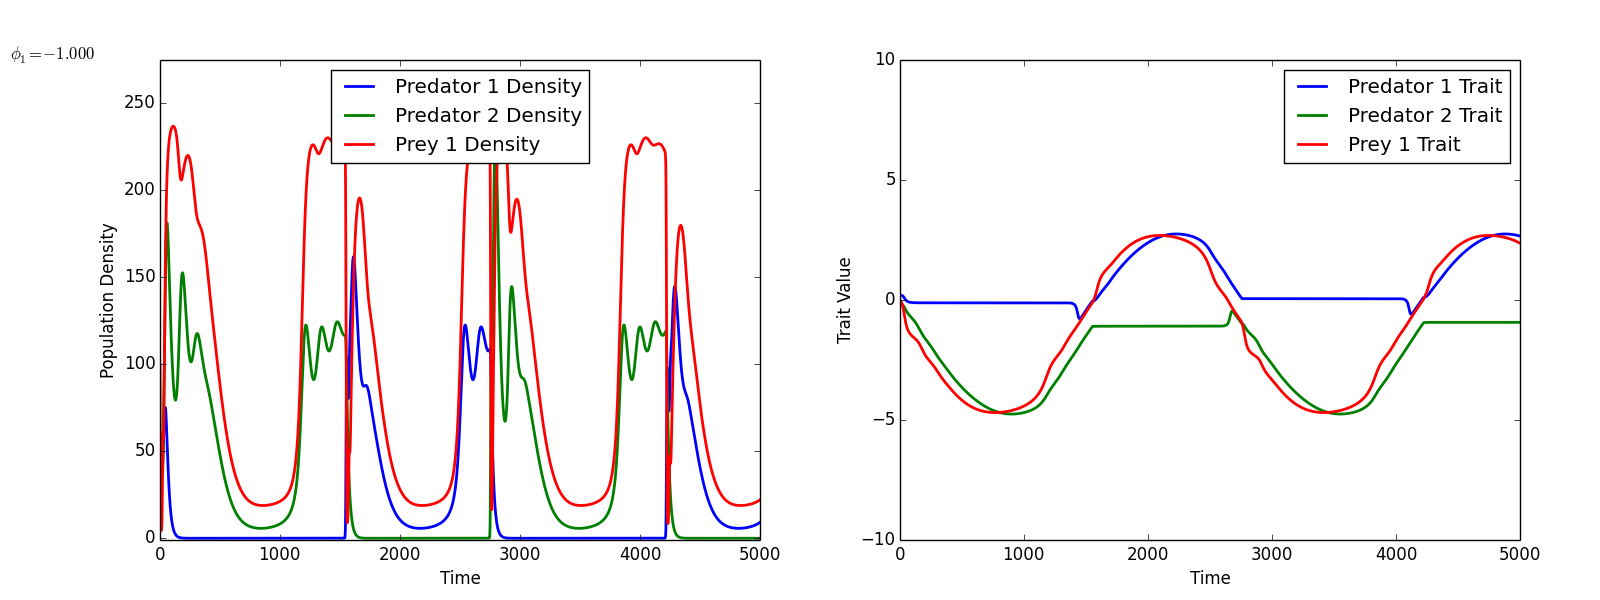 ϕ₁ = −1.000
Population Density
250
200
150
100
50
0
Predator 1 Density
Predator 2 Density
Prey 1 Density
0 1000 2000 3000 4000 5000
Time
Trait Value
10
5
0
−5
−10
Predator 1 Trait
Predator 2 Trait
Prey 1 Trait
0 1000 2000 3000 4000 5000
Time